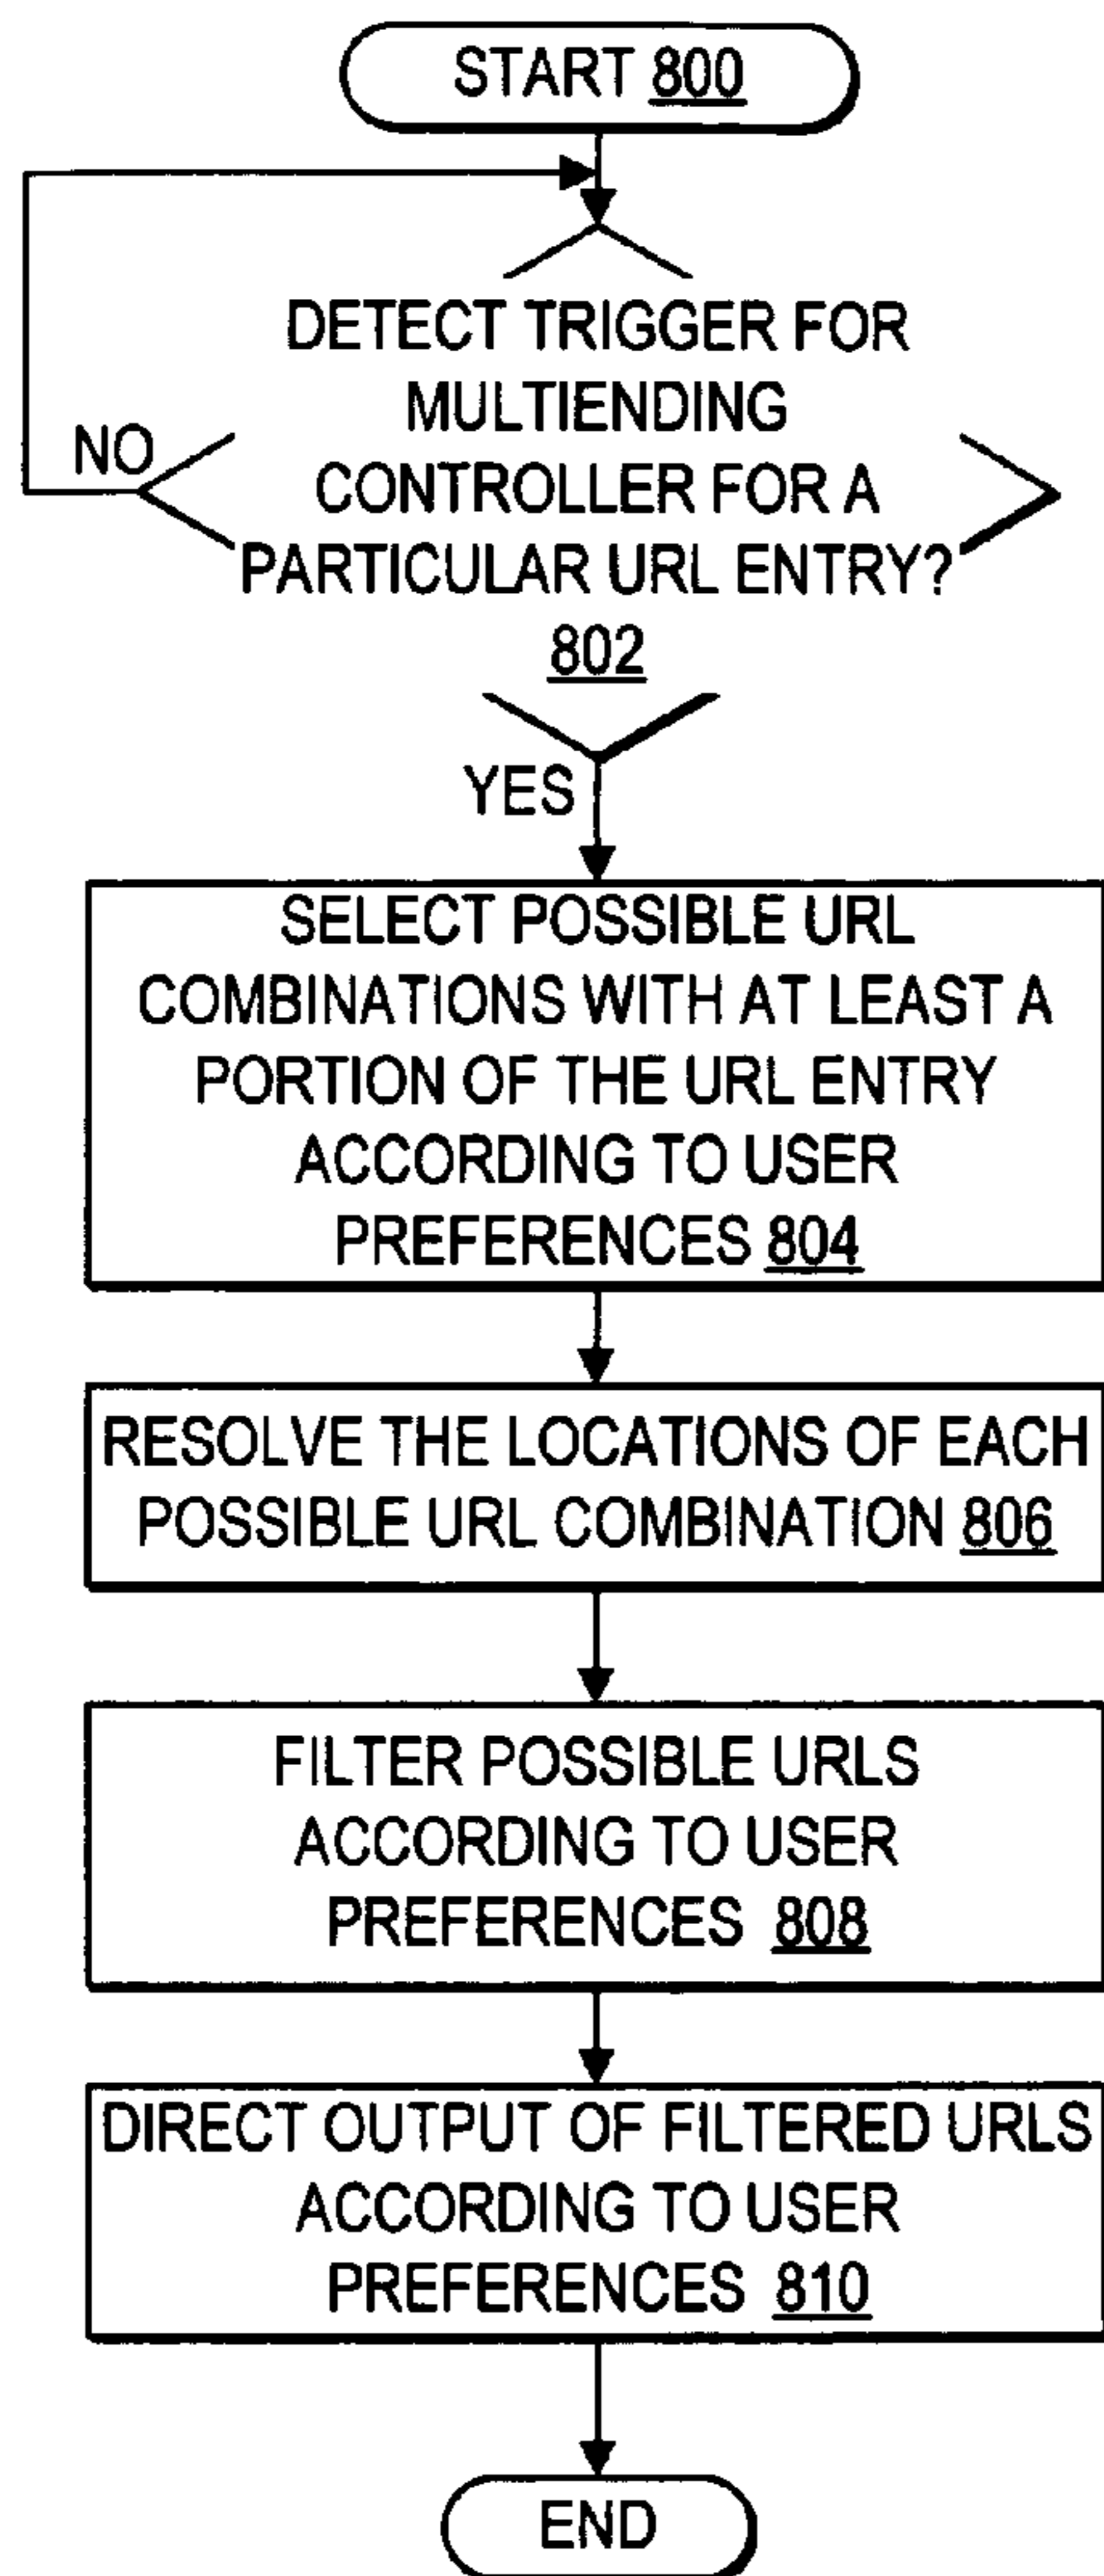 START 800
DETECT TRIGGER FOR
MULTIENDING
NO
CONTROLLER FOR A
PARTICULAR URL ENTRY?
802
YES
SELECT POSSIBLE URL
COMBINATIONS WITH AT LEAST A
PORTION OF THE URL ENTRY
ACCORDING TO USER
PREFERENCES 804
RESOLVE THE LOCATIONS OF EACH
POSSIBLE URL COMBINATION 806
FILTER POSSIBLE URLS
ACCORDING TO USER
PREFERENCES 808
DIRECT OUTPUT OF FILTERED URLS
ACCORDING TO USER
PREFERENCES 810
END